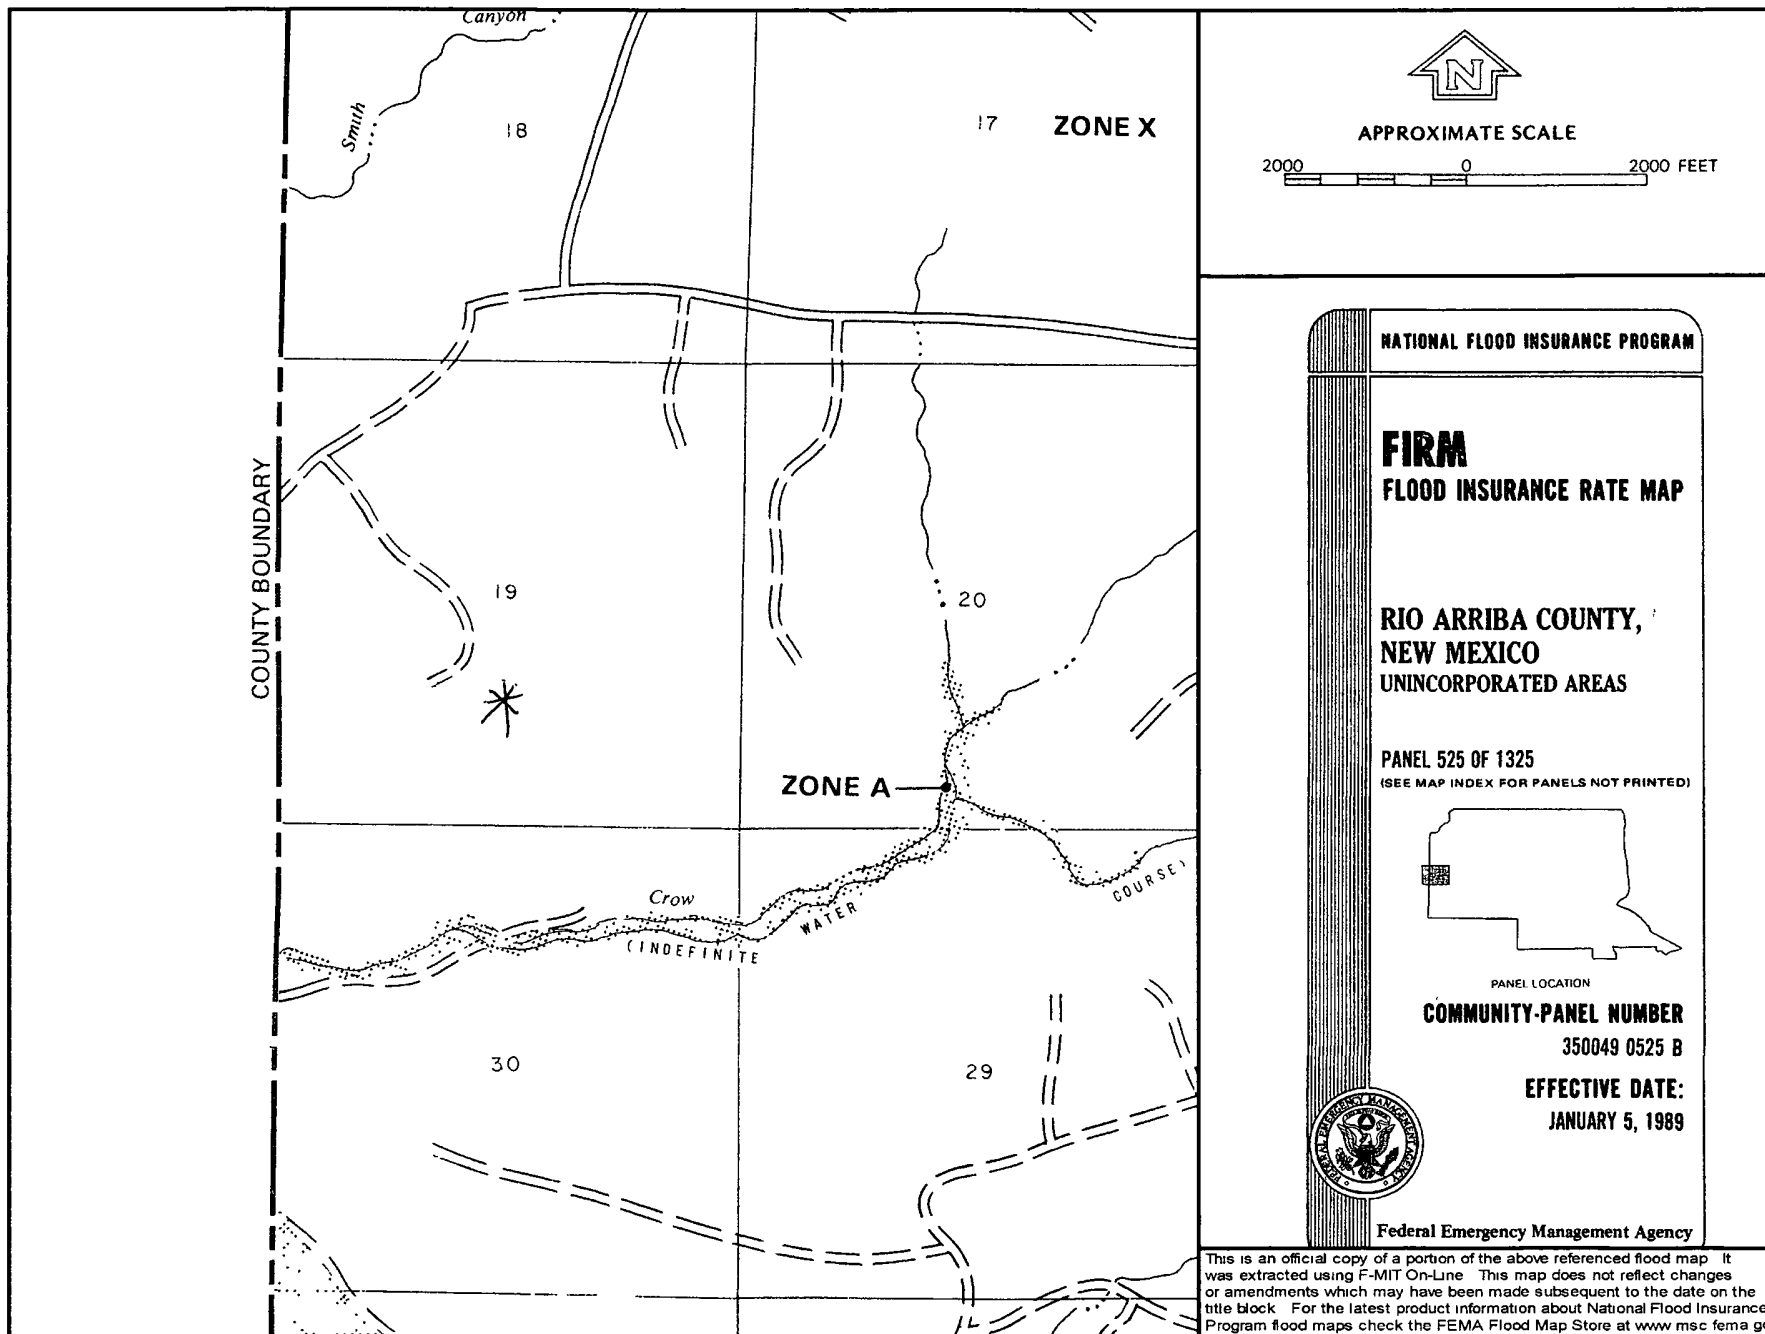 Canyon
Smith
18
17
ZONE X
19
20
COUNTY BOUNDARY
ZONE A
Crow
(INDEFINITE
WATER
COURSE)
30
29
N
APPROXIMATE SCALE
2000 0 2000 FEET
NATIONAL FLOOD INSURANCE PROGRAM
FIRM
FLOOD INSURANCE RATE MAP
RIO ARRIBA COUNTY,
NEW MEXICO
UNINCORPORATED AREAS
PANEL 525 OF 1325
(SEE MAP INDEX FOR PANELS NOT PRINTED)
PANEL LOCATION
COMMUNITY-PANEL NUMBER
350049 0525 B
EFFECTIVE DATE:
JANUARY 5, 1989
FEDERAL EMERGENCY MANAGEMENT AGENCY
Federal Emergency Management Agency
This is an official copy of a portion of the above referenced flood map It
was extracted using F-MIT On-Line This map does not reflect changes
or amendments which may have been made subsequent to the date on the
title block For the latest product information about National Flood Insurance
Program flood maps check the FEMA Flood Map Store at www msc fema go